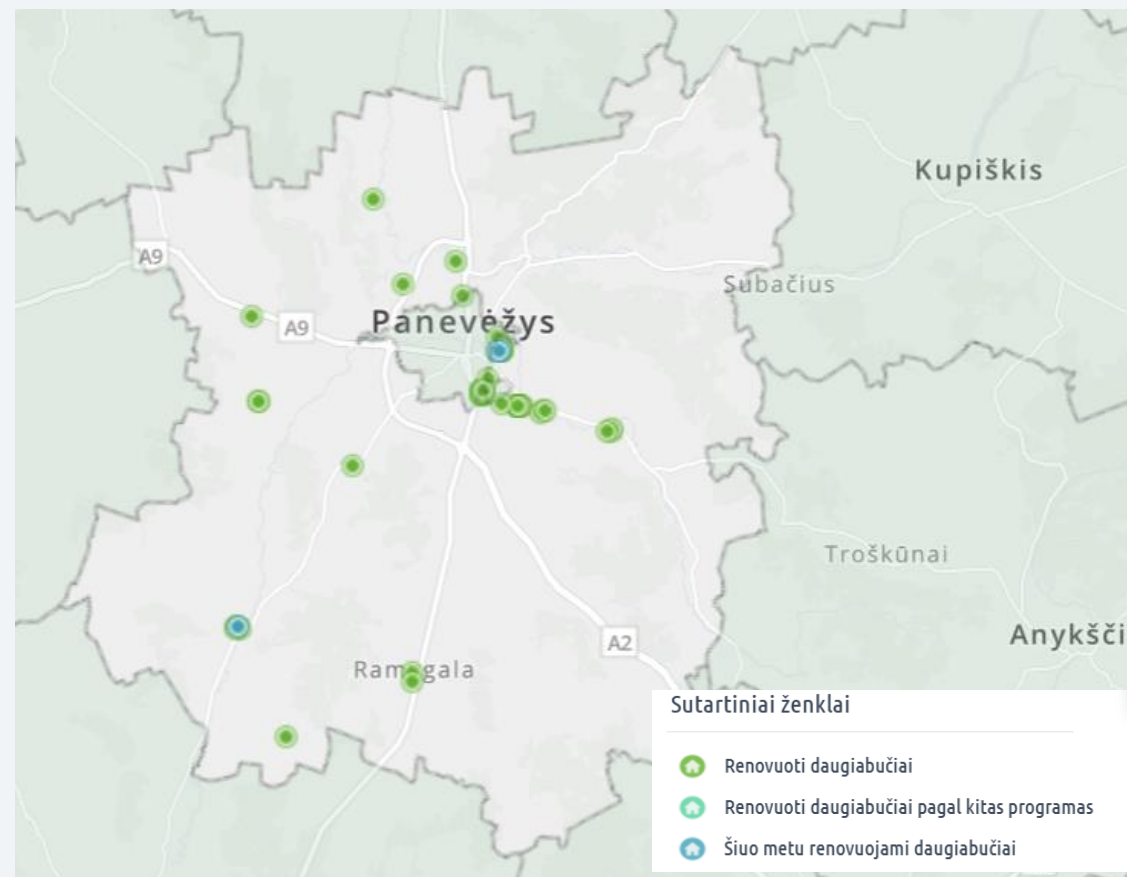 Kupiškis
A9
Subačius
A9
Panevėžys
Troškūnai
Anykšči
A2
Ramygala
Sutartiniai ženklai
Renovuoti daugiabučiai
Renovuoti daugiabučiai pagal kitas programas
Šiuo metu renovuojami daugiabučiai